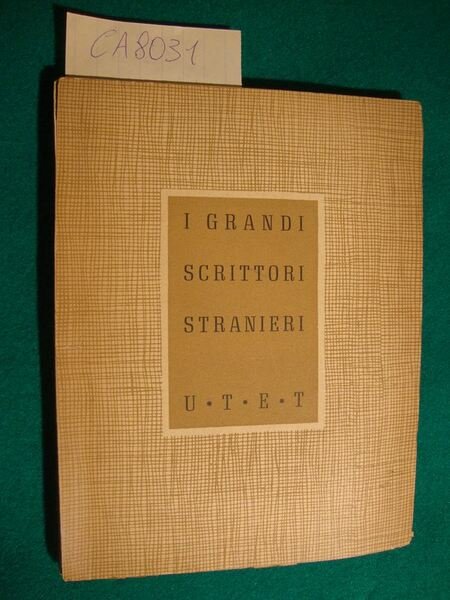 CA8031
I GRANDI
SCRITTORI
STRANIERI
U • T • E • T